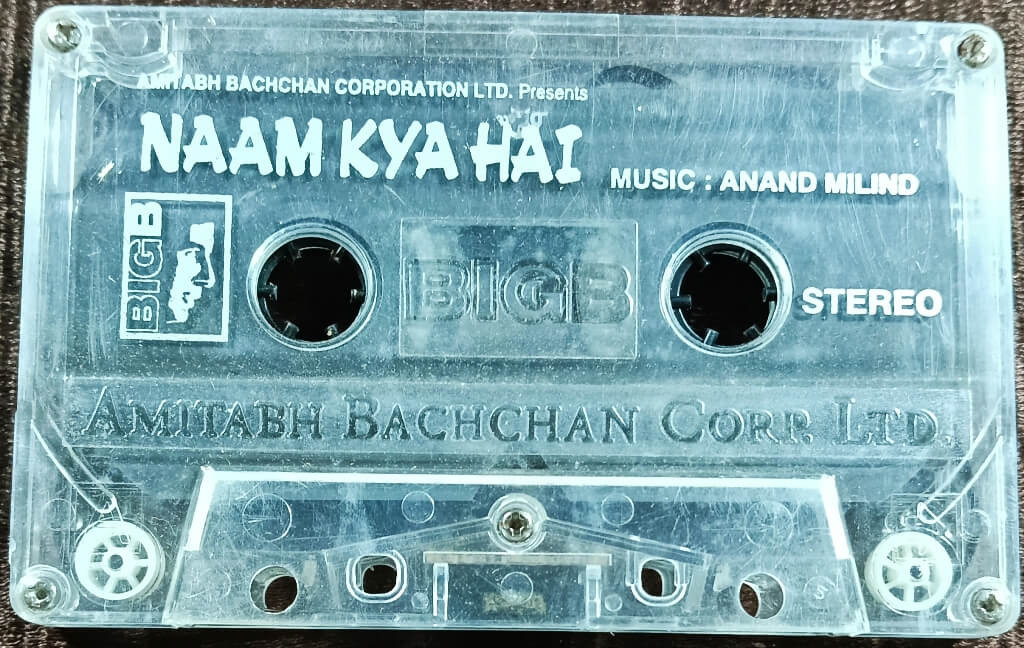 AMITABH BACHCHAN CORPORATION LTD. Presents
NAAM KYA HAI
MUSIC : ANAND MILIND
BIGB
BIGB
STEREO
AMITABH BACHCHAN CORP. LTD.